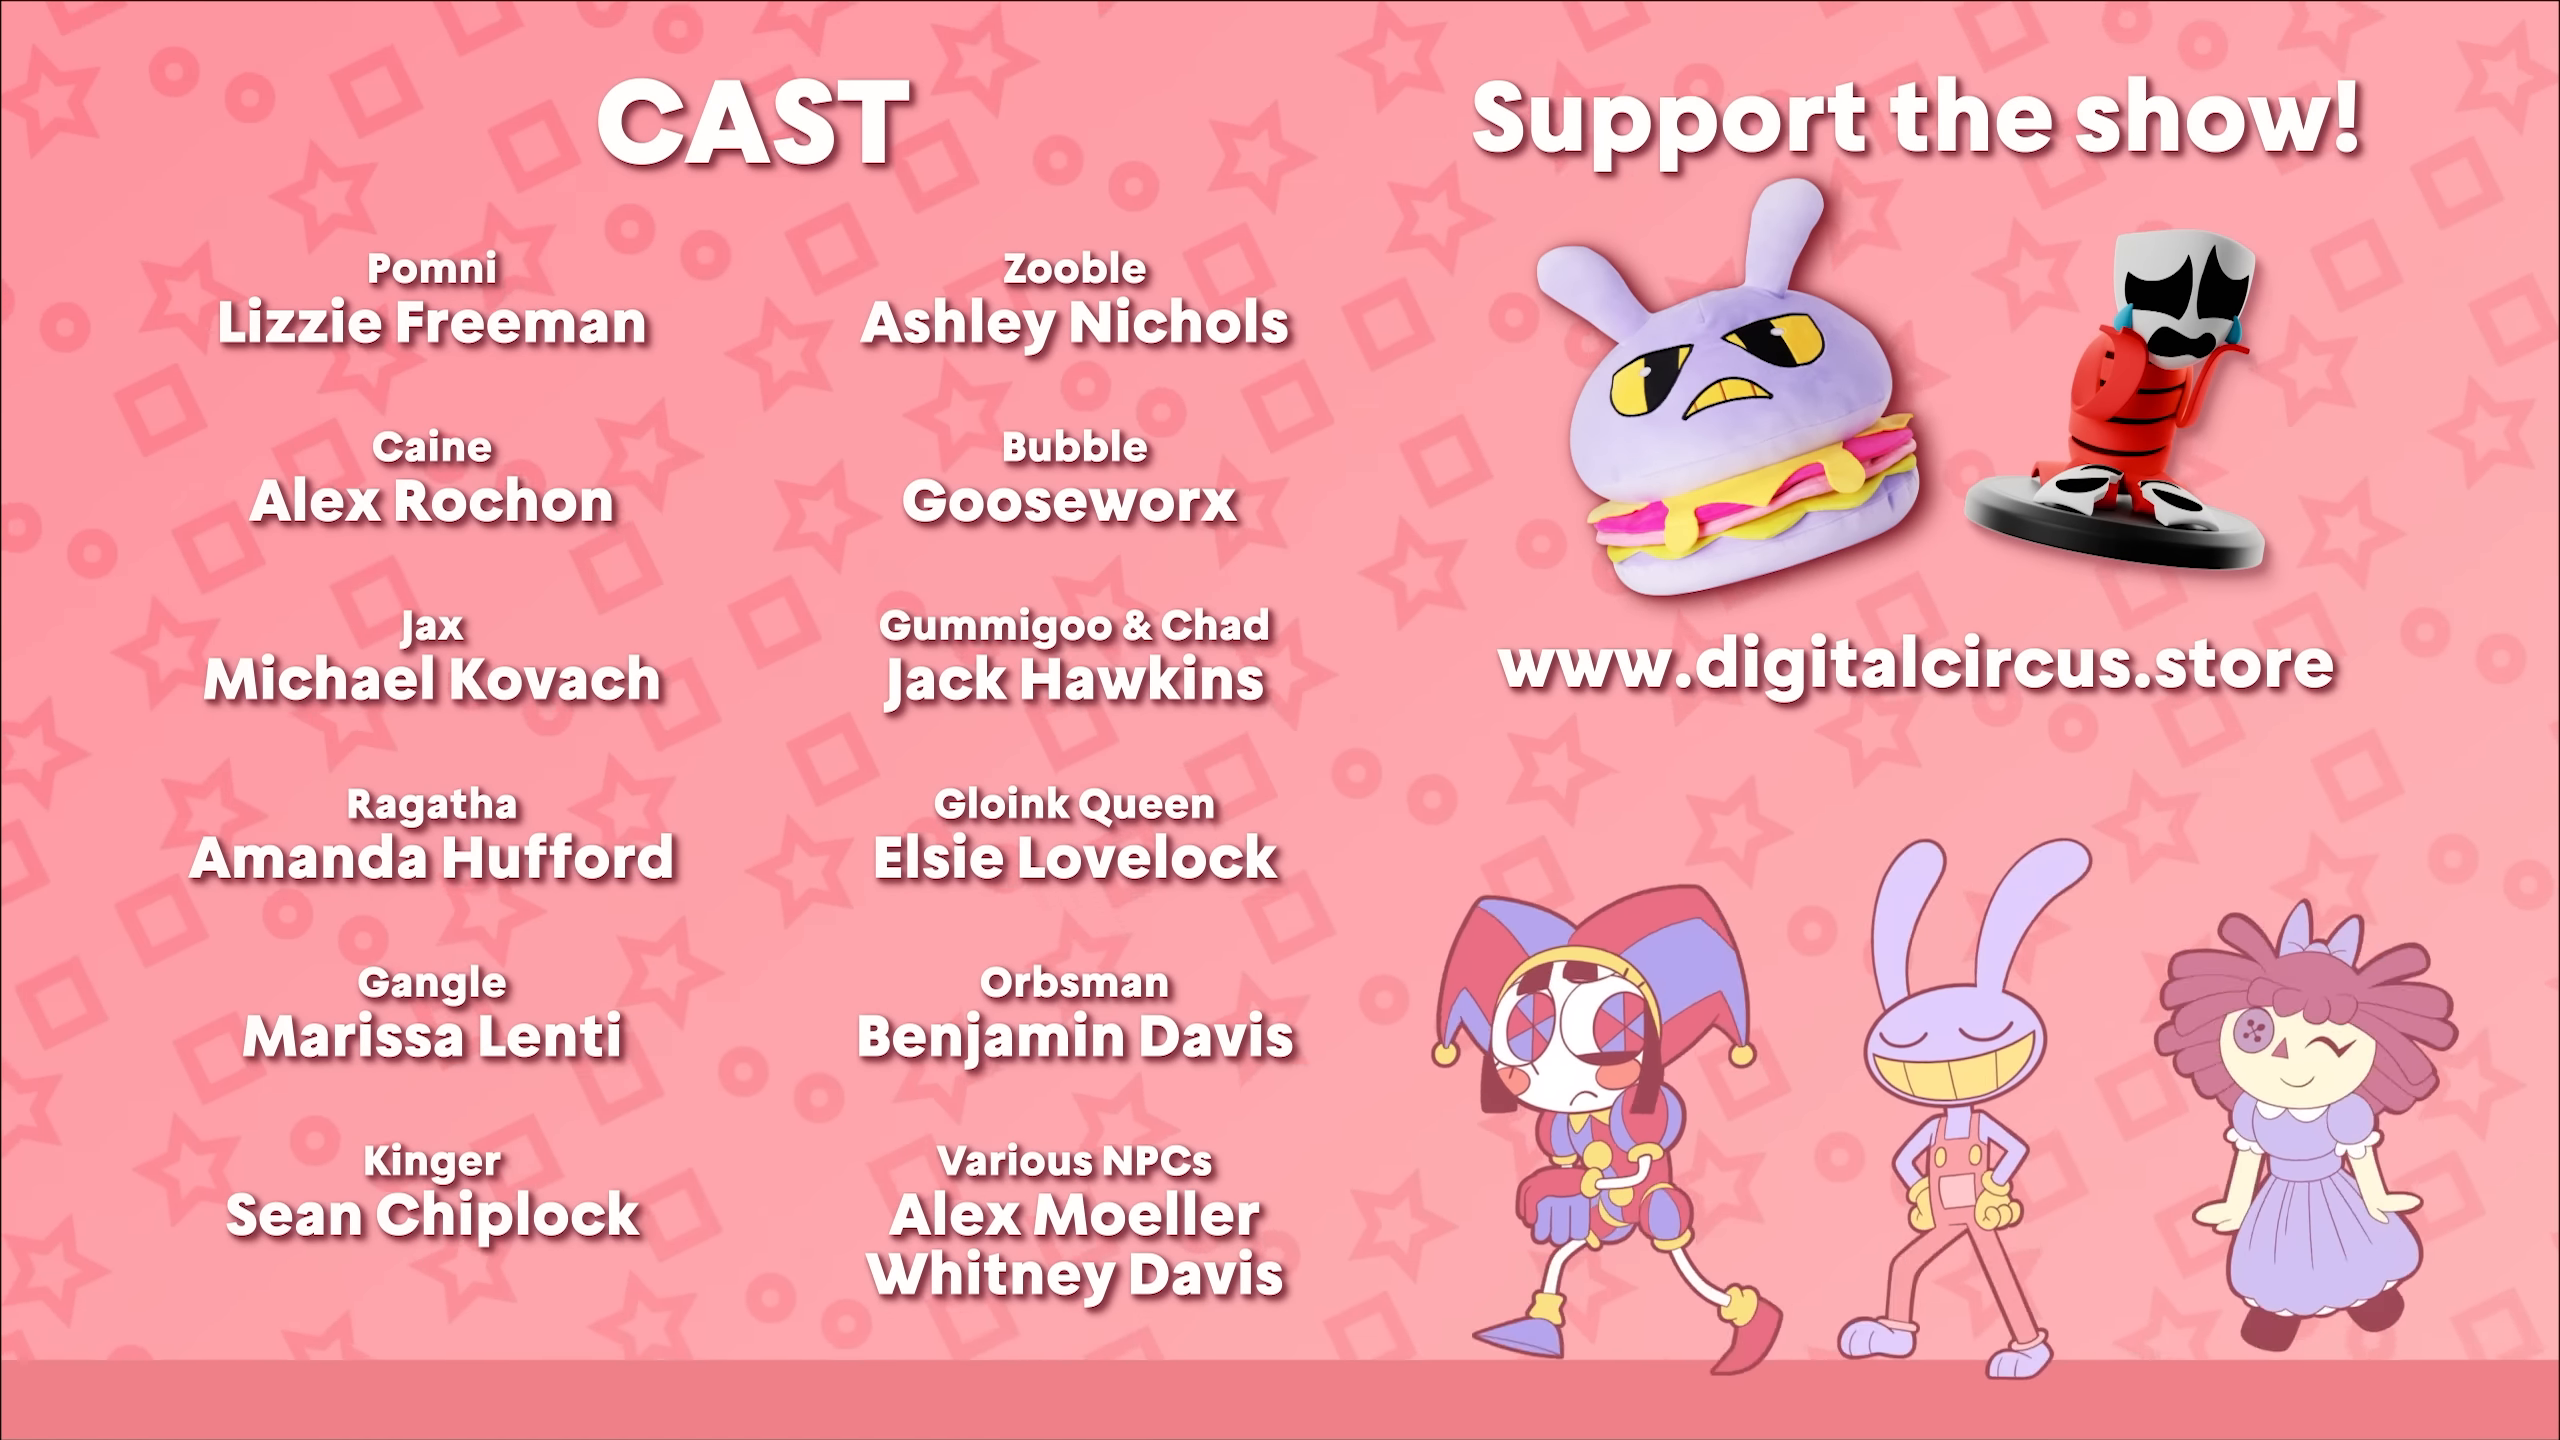 CAST
Pomni
Lizzie Freeman
Caine
Alex Rochon
Jax
Michael Kovach
Ragatha
Amanda Hufford
Gangle
Marissa Lenti
Kinger
Sean Chiplock
Zooble
Ashley Nichols
Bubble
Gooseworx
Gummigoo & Chad
Jack Hawkins
Gloink Queen
Elsie Lovelock
Orbsman
Benjamin Davis
Various NPCs
Alex Moeller
Whitney Davis
Support the show!
www.digitalcircus.store